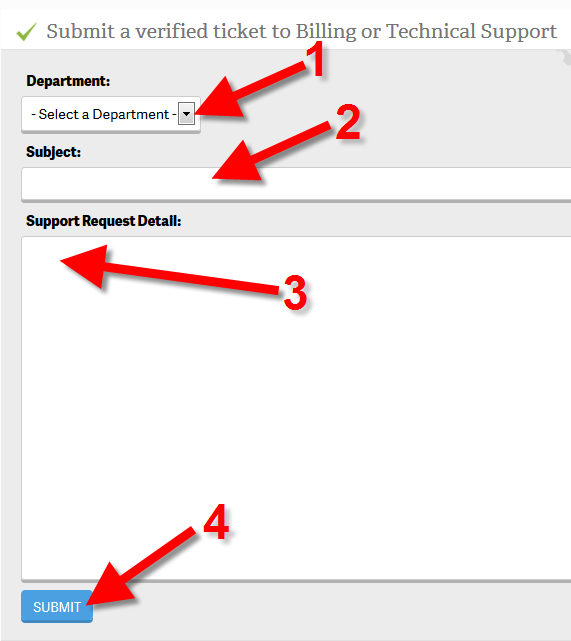 Submit a verified ticket to Billing or Technical Support
1
Department:
- Select a Department -
2
Subject:
Support Request Detail:
3
4
SUBMIT